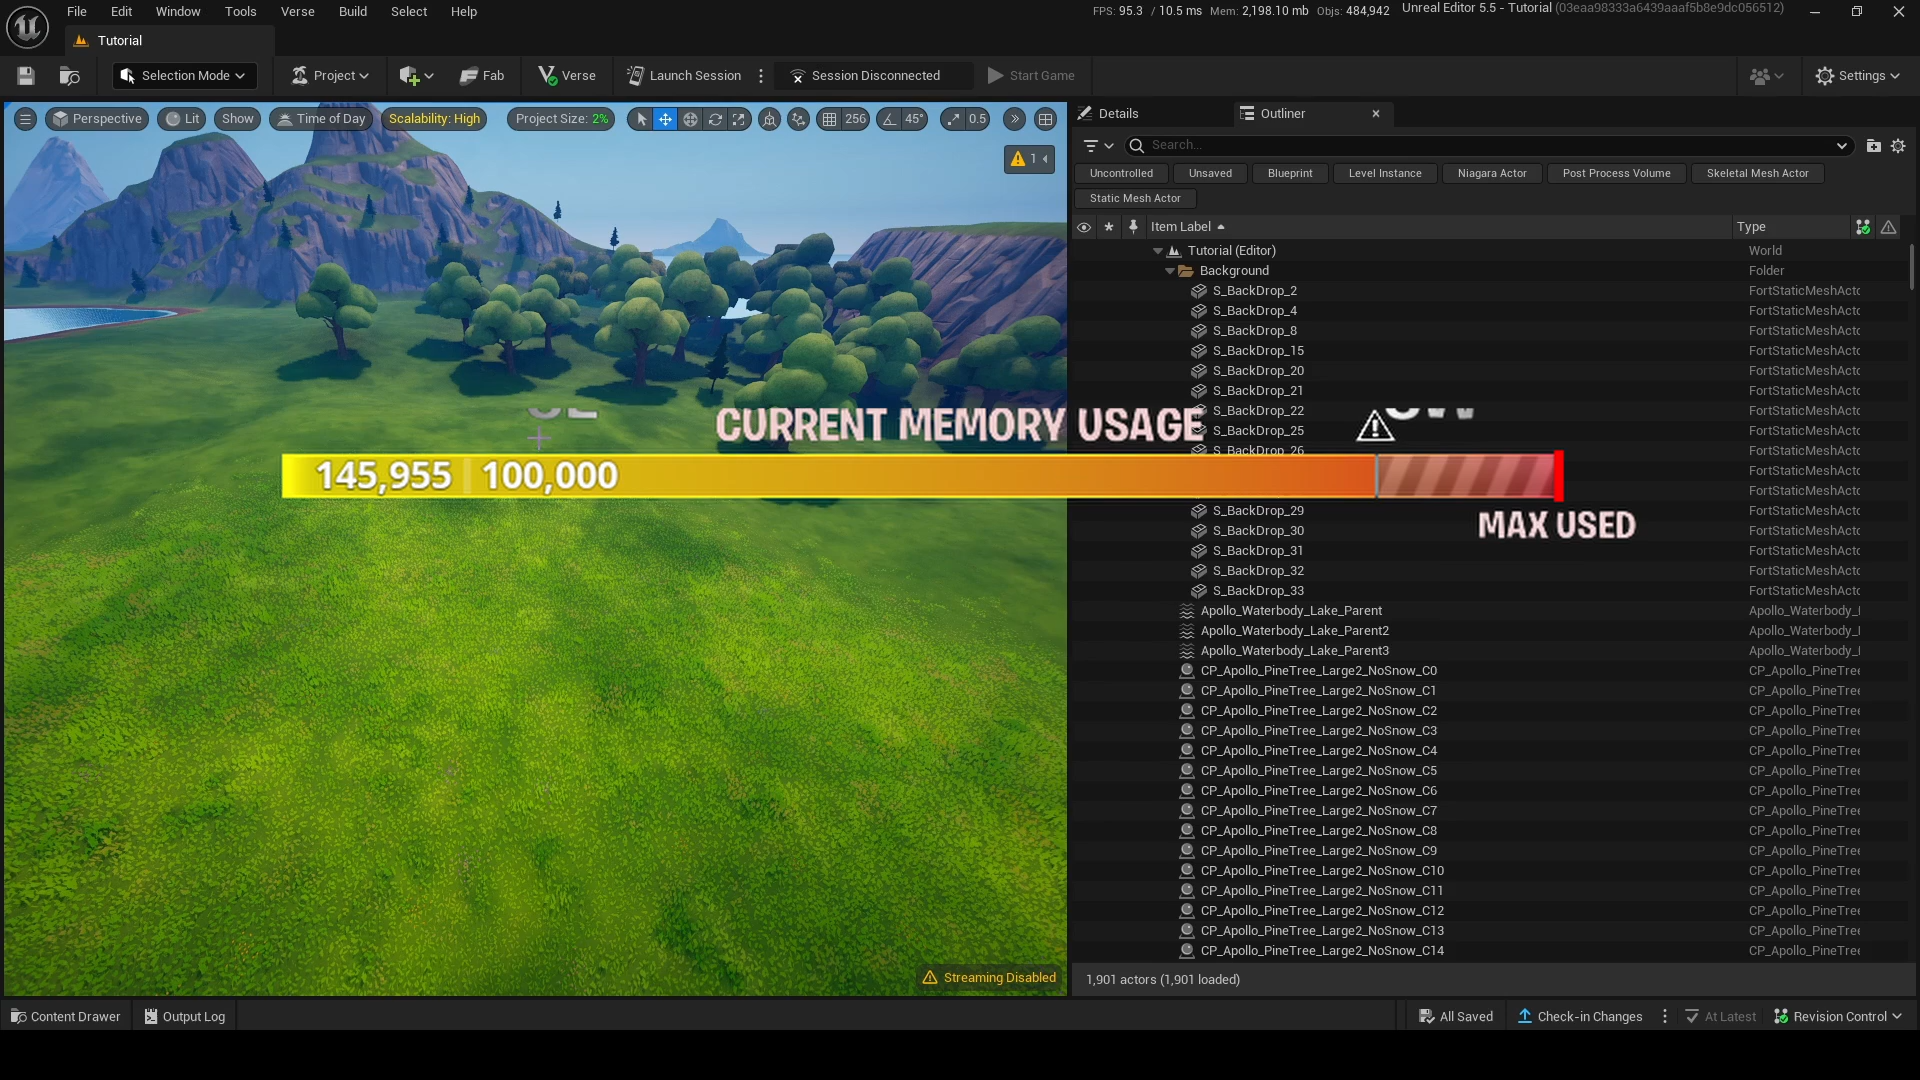 File Edit Window Tools Verse Build Select Help
FPS: 95.3 / 10.5 ms Mem: 2,198.10 mb Objs: 484,942 Unreal Editor 5.5 - Tutorial (03eaa98333a6439aaaf5b8e9dc056512)
Tutorial
Selection Mode Project Fab Verse Launch Session Session Disconnected Start Game Settings
Perspective Lit Show Time of Day Scalability: High Project Size: 2% 256 45° 0.5
1
Details Outliner
Search...
Uncontrolled Unsaved Blueprint Level Instance Niagara Actor Post Process Volume Skeletal Mesh Actor
Static Mesh Actor
Item Label Type
Tutorial (Editor) World
Background Folder
S_BackDrop_2 FortStaticMeshActo
S_BackDrop_4 FortStaticMeshActo
S_BackDrop_8 FortStaticMeshActo
S_BackDrop_15 FortStaticMeshActo
S_BackDrop_20 FortStaticMeshActo
S_BackDrop_21 FortStaticMeshActo
S_BackDrop_22 FortStaticMeshActo
CURRENT MEMORY USAGE
S_BackDrop_25 FortStaticMeshActo
S_BackDrop_26 FortStaticMeshActo
145,955 100,000
FortStaticMeshActo
FortStaticMeshActo
S_BackDrop_29 FortStaticMeshActo
MAX USED
S_BackDrop_30 FortStaticMeshActo
S_BackDrop_31 FortStaticMeshActo
S_BackDrop_32 FortStaticMeshActo
S_BackDrop_33 FortStaticMeshActo
Apollo_Waterbody_Lake_Parent Apollo_Waterbody_
Apollo_Waterbody_Lake_Parent2 Apollo_Waterbody_
Apollo_Waterbody_Lake_Parent3 Apollo_Waterbody_
CP_Apollo_PineTree_Large2_NoSnow_C0 CP_Apollo_PineTree
CP_Apollo_PineTree_Large2_NoSnow_C1 CP_Apollo_PineTree
CP_Apollo_PineTree_Large2_NoSnow_C2 CP_Apollo_PineTree
CP_Apollo_PineTree_Large2_NoSnow_C3 CP_Apollo_PineTree
CP_Apollo_PineTree_Large2_NoSnow_C4 CP_Apollo_PineTree
CP_Apollo_PineTree_Large2_NoSnow_C5 CP_Apollo_PineTree
CP_Apollo_PineTree_Large2_NoSnow_C6 CP_Apollo_PineTree
CP_Apollo_PineTree_Large2_NoSnow_C7 CP_Apollo_PineTree
CP_Apollo_PineTree_Large2_NoSnow_C8 CP_Apollo_PineTree
CP_Apollo_PineTree_Large2_NoSnow_C9 CP_Apollo_PineTree
CP_Apollo_PineTree_Large2_NoSnow_C10 CP_Apollo_PineTree
CP_Apollo_PineTree_Large2_NoSnow_C11 CP_Apollo_PineTree
CP_Apollo_PineTree_Large2_NoSnow_C12 CP_Apollo_PineTree
CP_Apollo_PineTree_Large2_NoSnow_C13 CP_Apollo_PineTree
CP_Apollo_PineTree_Large2_NoSnow_C14 CP_Apollo_PineTree
Streaming Disabled
1,901 actors (1,901 loaded)
Content Drawer Output Log All Saved Check-in Changes At Latest Revision Control